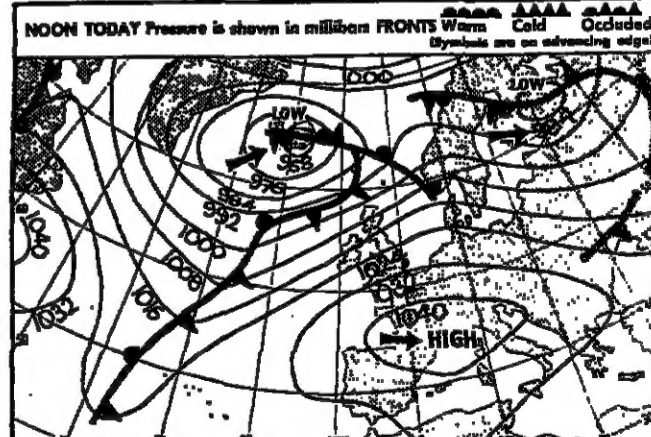 NOON TODAY Pressure is shown in millibars FRONTS Warm Cold Occluded
(Symbols are on advancing edge)
1000
LOW
LOW
968
976
984
992
1000
1008
1016
1040
1032
1024
1032
1040
HIGH